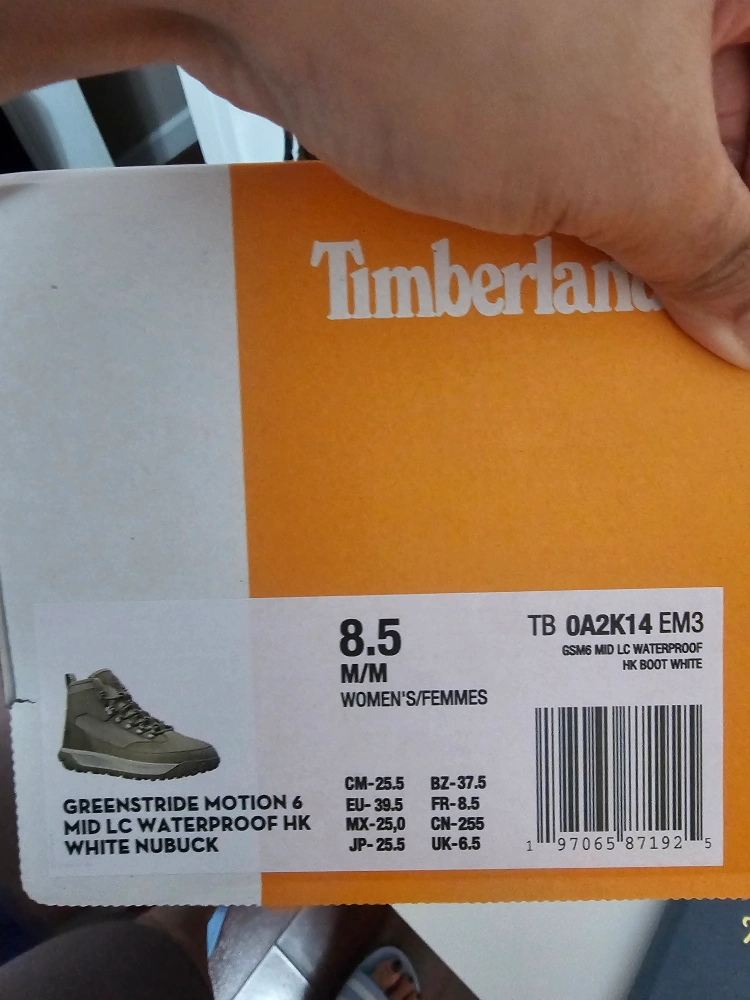 Timberland
8.5
M/M
WOMEN'S/FEMMES
TB 0A2K14 EM3
GSM6 MID LC WATERPROOF
HK BOOT WHITE
GREENSTRIDE MOTION 6
MID LC WATERPROOF HK
WHITE NUBUCK
CM-25.5 BZ-37.5
EU- 39.5 FR-8.5
MX-25,0 CN-255
JP- 25.5 UK-6.5
1 97065 87192 5